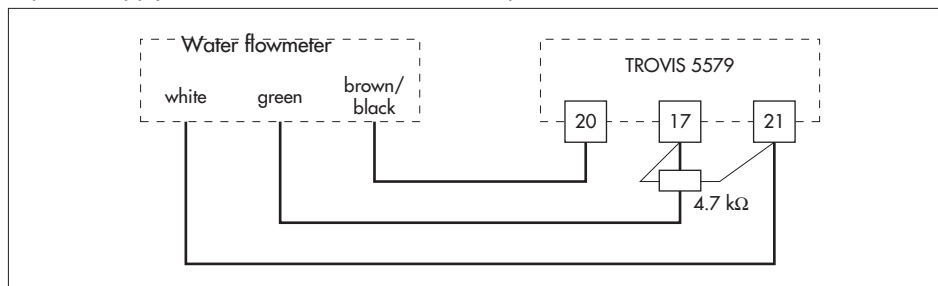 Water flowmeter
TROVIS 5579
white
green
brown/
black
20
17
21
4.7 kΩ